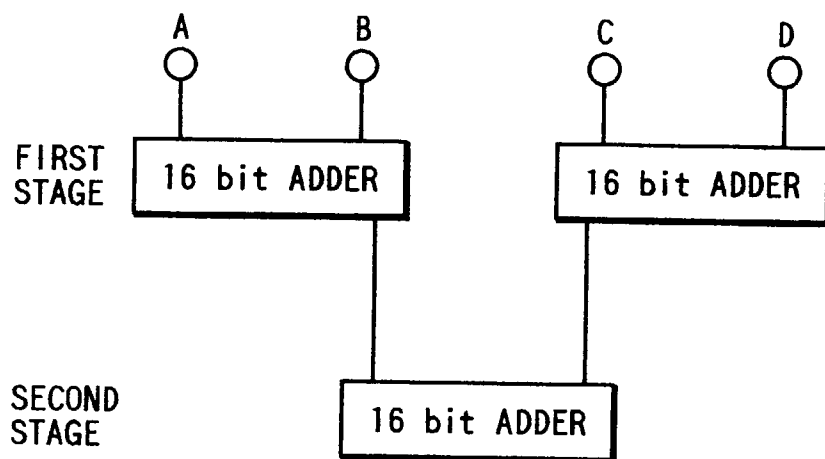 A B C D
FIRST
STAGE
16 bit ADDER
16 bit ADDER
SECOND
STAGE
16 bit ADDER